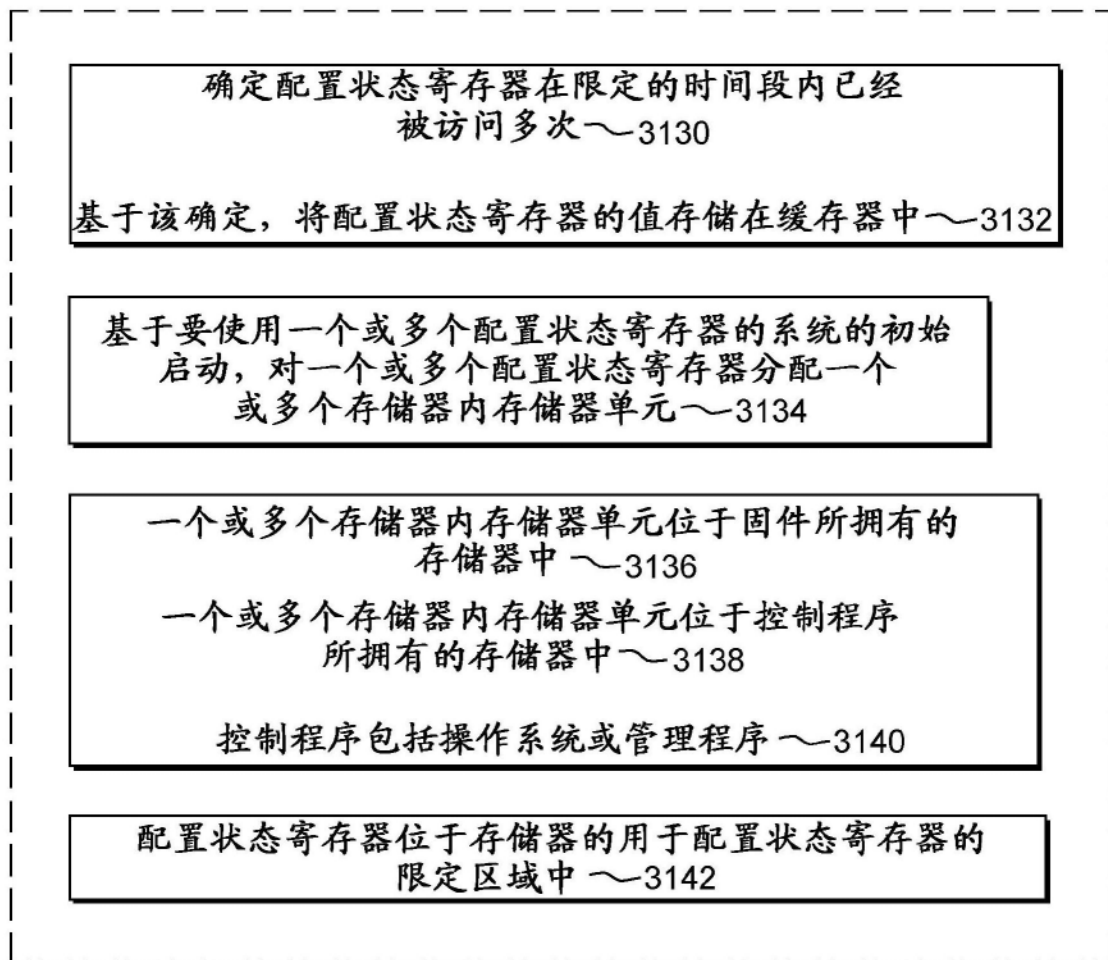 确定配置状态寄存器在限定的时间段内已经
被访问多次～3130
基于该确定，将配置状态寄存器的值存储在缓存器中～3132
基于要使用一个或多个配置状态寄存器的系统的初始
启动，对一个或多个配置状态寄存器分配一个
或多个存储器内存储器单元～3134
一个或多个存储器内存储器单元位于固件所拥有的
存储器中～3136
一个或多个存储器内存储器单元位于控制程序
所拥有的存储器中～3138
控制程序包括操作系统或管理程序～3140
配置状态寄存器位于存储器的用于配置状态寄存器的
限定区域中～3142